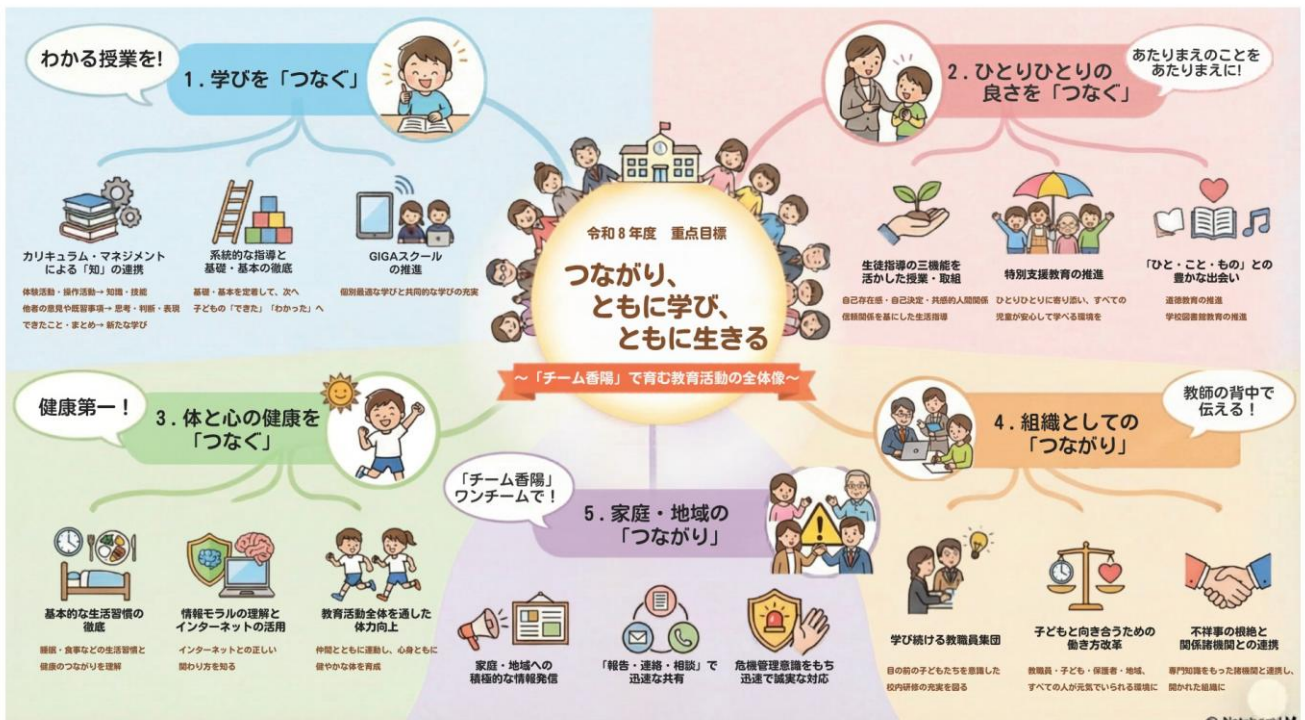 わかる授業を!
1.学びを「つなぐ」
カリキュラム・マネジメント
による「知」の連携
体験活動・操作活動→ 知識・技能
他者の意見や既習事項→ 思考・判断・表現
できたこと・まとめ→ 新たな学び
系統的な指導と
基礎・基本の徹底
基礎・基本を定着して、次へ
子どもの「できた」「わかった」へ
GIGAスクール
の推進
個別最適な学びと共同的な学びの充実
2.ひとりひとりの
良さを「つなぐ」
あたりまえのことを
あたりまえに!
生徒指導の三機能を
活かした授業・取組
自己存在感・自己決定・共感的人間関係
信頼関係を基にした生活指導
特別支援教育の推進
ひとりひとりに寄り添い、すべての
児童が安心して学べる環境を
「ひと・こと・もの」との
豊かな出会い
道徳教育の推進
学校図書館教育の推進
令和8年度 重点目標
つながり、
ともに学び、
ともに生きる
～「チーム香陽」で育む教育活動の全体像～
健康第一！
3.体と心の健康を
「つなぐ」
基本的な生活習慣の
徹底
睡眠・食事などの生活習慣と
健康のつながりを理解
情報モラルの理解と
インターネットの活用
インターネットとの正しい
関わり方を知る
教育活動全体を通した
体力向上
仲間とともに運動し、心身ともに
健やかな体を育成
4.組織としての
「つながり」
教師の背中で
伝える！
学び続ける教職員集団
目の前の子どもたちを意識した
校内研修の充実を図る
子どもと向き合うための
働き方改革
教職員・子ども・保護者・地域、
すべての人が元気でいられる環境に
不祥事の根絶と
関係諸機関との連携
専門知識をもった諸機関と連携し、
開かれた組織に
「チーム香陽」
ワンチームで！
5.家庭・地域の
「つながり」
家庭・地域への
積極的な情報発信
「報告・連絡・相談」で
迅速な共有
危機管理意識をもち
迅速で誠実な対応